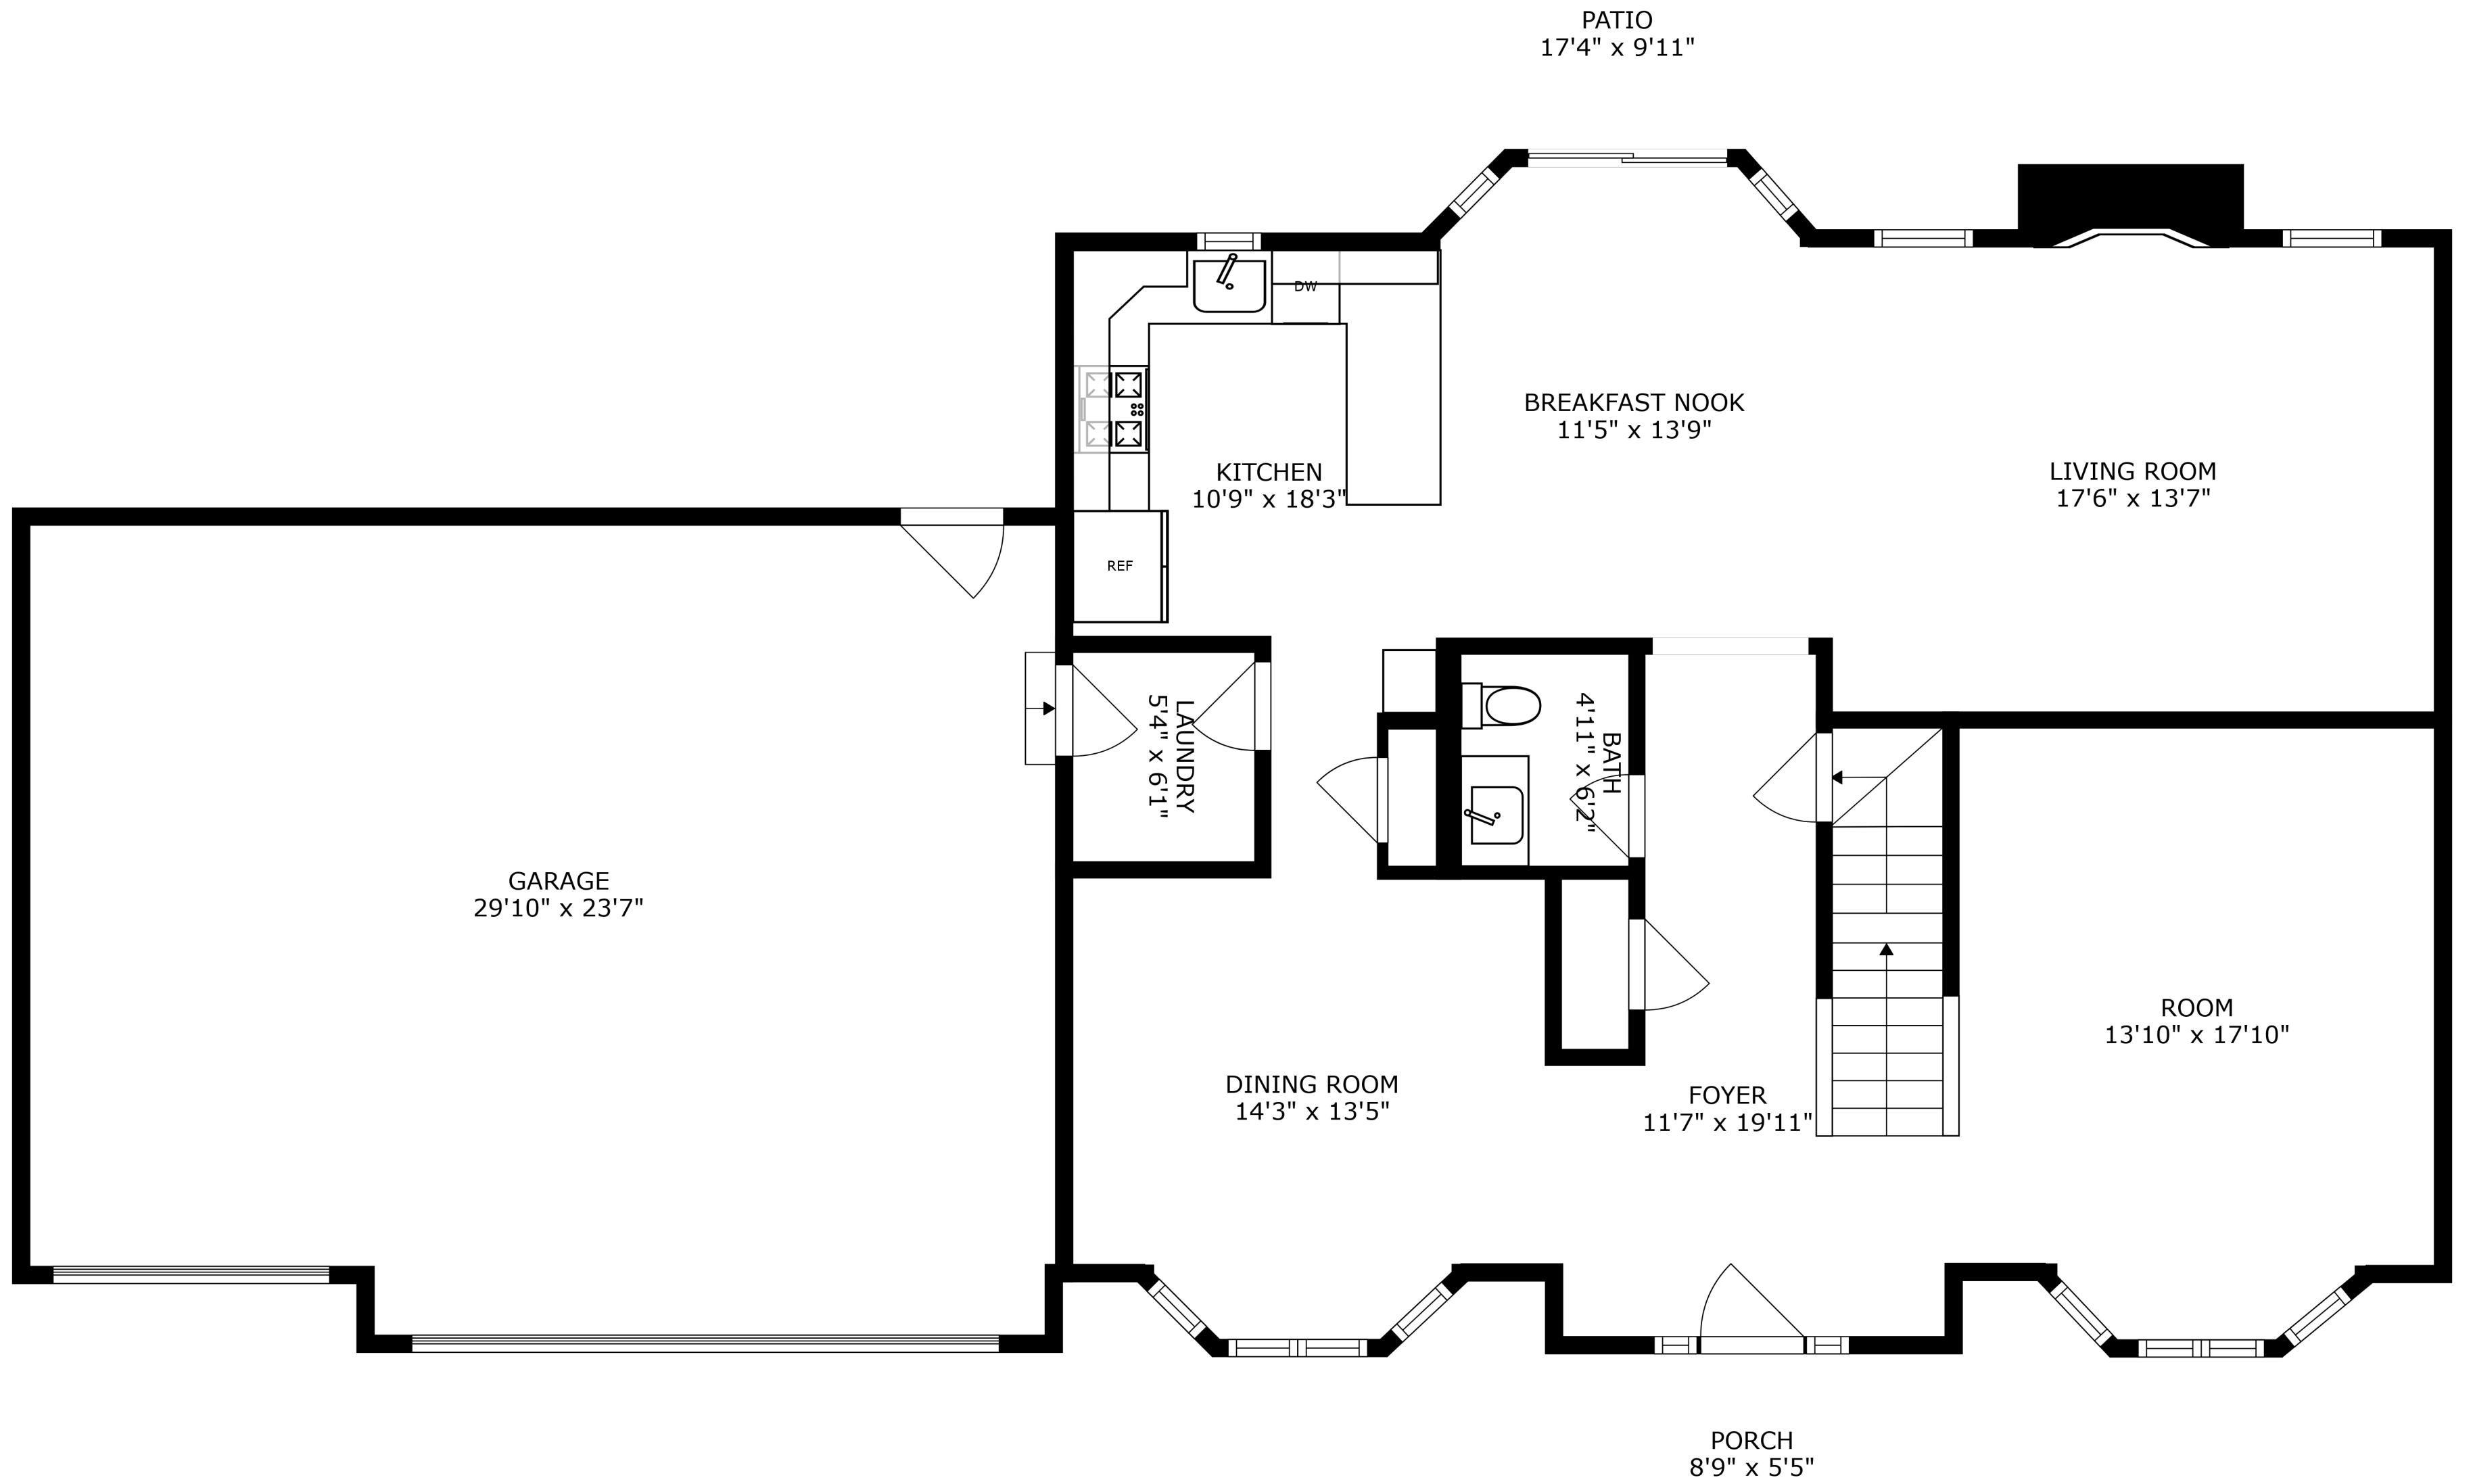 PATIO
17'4" x 9'11"
BREAKFAST NOOK
11'5" x 13'9"
DW
KITCHEN
10'9" x 18'3"
LIVING ROOM
17'6" x 13'7"
REF
LAUNDRY
5'4" x 6'1"
BATH
4'11" x 6'2"
GARAGE
29'10" x 23'7"
ROOM
13'10" x 17'10"
DINING ROOM
14'3" x 13'5"
FOYER
11'7" x 19'11"
PORCH
8'9" x 5'5"